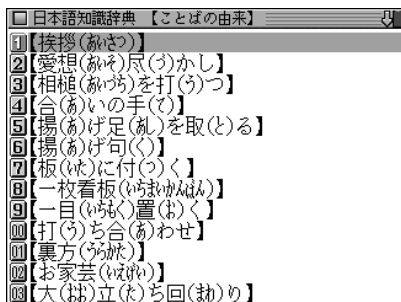 日本語知識辞典 【ことばの由来】
1【挨拶(あいさつ)】
2【愛想(あいそ)尽(づ)かし】
3【相槌(あいづち)を打(う)つ】
4【合(あ)いの手(て)】
5【揚(あ)げ足(あし)を取(と)る】
6【揚(あ)げ句(く)】
7【板(いた)に付(つ)く】
8【一枚看板(いちまいかんばん)】
9【一目(いちもく)置(お)く】
00【打(う)ち合(あ)わせ】
01【裏方(うらかた)】
02【お家芸(いえげい)】
03【大(おお)立(た)ち回(まわ)り】